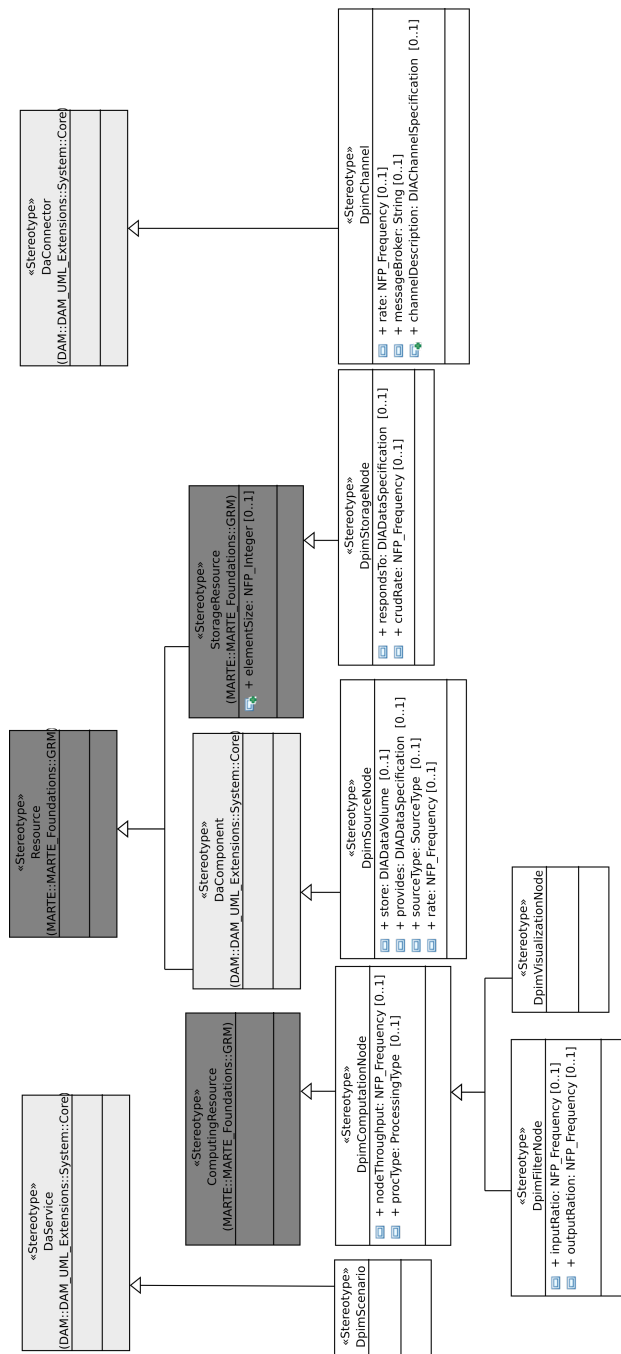 «Stereotype»
DaService
(DAM::DAM_UML_Extensions::System::Core)
«Stereotype»
Resource
(MARTE::MARTE_Foundations::GRM)
«Stereotype»
DaConnector
(DAM::DAM_UML_Extensions::System::Core)
«Stereotype»
ComputingResource
(MARTE::MARTE_Foundations::GRM)
«Stereotype»
DaComponent
(DAM::DAM_UML_Extensions::System::Core)
«Stereotype»
StorageResource
(MARTE::MARTE_Foundations::GRM)
+ elementSize: NFP_Integer [0..1]
«Stereotype»
DpimScenario
«Stereotype»
DpimComputationNode
+ nodeThroughput: NFP_Frequency [0..1]
+ procType: ProcessingType [0..1]
«Stereotype»
DpimSourceNode
+ store: DIADataVolume [0..1]
+ provides: DIADataSpecification [0..1]
+ sourceType: SourceType [0..1]
+ rate: NFP_Frequency [0..1]
«Stereotype»
DpimStorageNode
+ respondsTo: DIADataSpecification [0..1]
+ crudRate: NFP_Frequency [0..1]
«Stereotype»
DpimChannel
+ rate: NFP_Frequency [0..1]
+ messageBroker: String [0..1]
+ channelDescription: DIAChannelSpecification [0..1]
«Stereotype»
DpimFilterNode
+ inputRatio: NFP_Frequency [0..1]
+ outputRation: NFP_Frequency [0..1]
«Stereotype»
DpimVisualizationNode